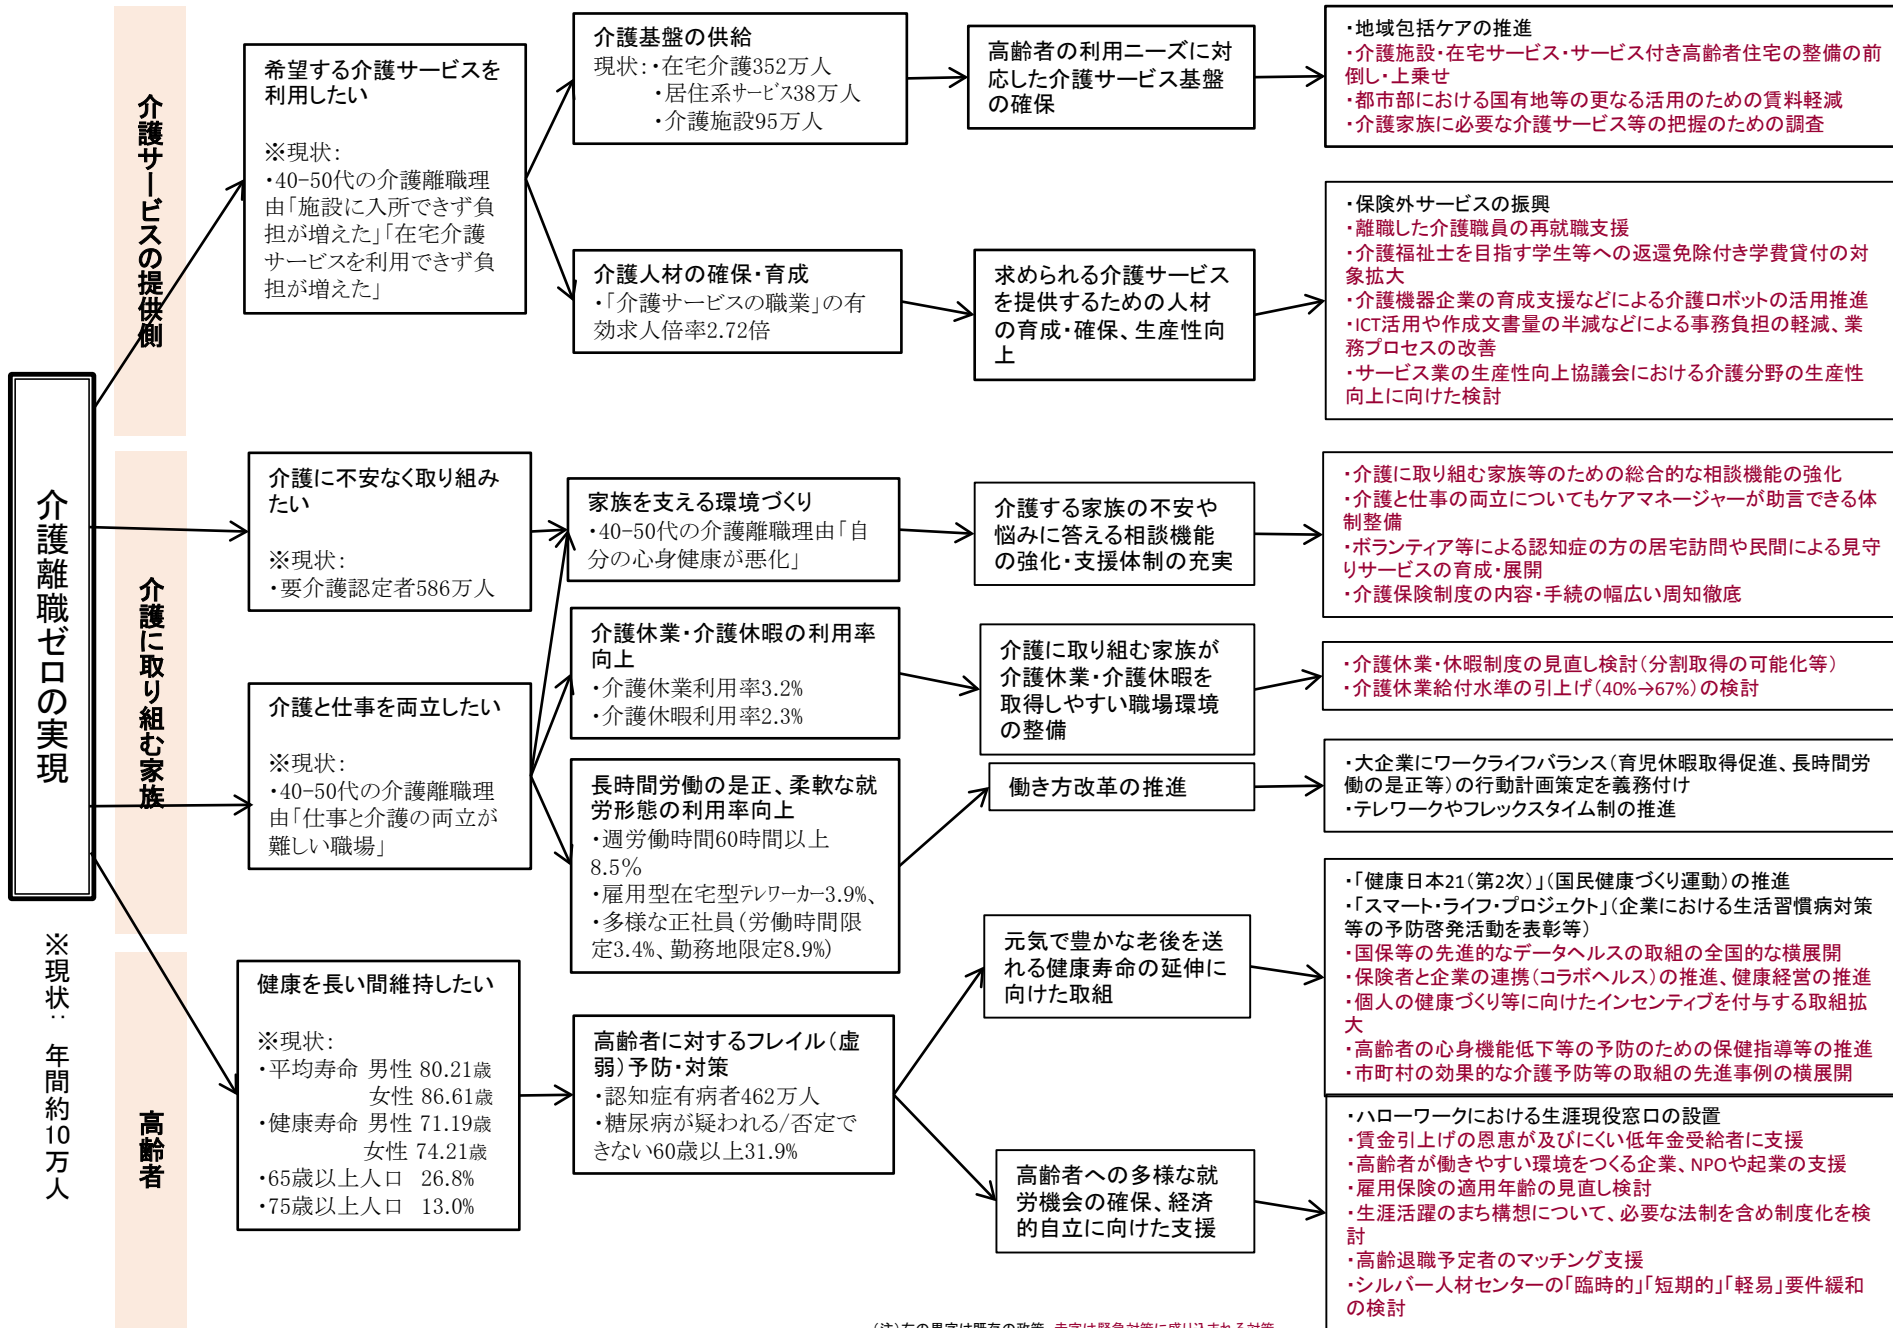 介護離職ゼロの実現
※現状：　年間約10万人
介護サービスの提供側
介護に取り組む家族
高齢者
希望する介護サービスを
利用したい
※現状：
・40-50代の介護離職理
由「施設に入所できず負
担が増えた」「在宅介護
サービスを利用できず負
担が増えた」
介護基盤の供給
現状：・在宅介護352万人
・居住系サービス38万人
・介護施設95万人
高齢者の利用ニーズに対
応した介護サービス基盤
の確保
・地域包括ケアの推進
・介護施設・在宅サービス・サービス付き高齢者住宅の整備の前
倒し・上乗せ
・都市部における国有地等の更なる活用のための賃料軽減
・介護家族に必要な介護サービス等の把握のための調査
介護人材の確保・育成
・「介護サービスの職業」の有
効求人倍率2.72倍
求められる介護サービス
を提供するための人材
の育成・確保、生産性向
上
・保険外サービスの振興
・離職した介護職員の再就職支援
・介護福祉士を目指す学生等への返還免除付き学費貸付の対
象拡大
・介護機器企業の育成支援などによる介護ロボットの活用推進
・ICT活用や作成文書量の半減などによる事務負担の軽減、業
務プロセスの改善
・サービス業の生産性向上協議会における介護分野の生産性
向上に向けた検討
介護に不安なく取り組み
たい
※現状：
・要介護認定者586万人
家族を支える環境づくり
・40-50代の介護離職理由「自
分の心身健康が悪化」
介護する家族の不安や
悩みに答える相談機能
の強化・支援体制の充実
・介護に取り組む家族等のための総合的な相談機能の強化
・介護と仕事の両立についてもケアマネージャーが助言できる体
制整備
・ボランティア等による認知症の方の居宅訪問や民間による見守
りサービスの育成・展開
・介護保険制度の内容・手続の幅広い周知徹底
介護と仕事を両立したい
※現状：
・40-50代の介護離職理
由「仕事と介護の両立が
難しい職場」
介護休業・介護休暇の利用率
向上
・介護休業利用率3.2%
・介護休暇利用率2.3%
介護に取り組む家族が
介護休業・介護休暇を
取得しやすい職場環境
の整備
・介護休業・休暇制度の見直し検討（分割取得の可能化等）
・介護休業給付水準の引上げ（40%→67%）の検討
長時間労働の是正、柔軟な就
労形態の利用率向上
・週労働時間60時間以上
8.5%
・雇用型在宅型テレワーカー3.9%、
・多様な正社員（労働時間限
定3.4%、勤務地限定8.9%）
働き方改革の推進
・大企業にワークライフバランス（育児休暇取得促進、長時間労
働の是正等）の行動計画策定を義務付け
・テレワークやフレックスタイム制の推進
健康を長い間維持したい
※現状：
・平均寿命 男性 80.21歳
女性 86.61歳
・健康寿命 男性 71.19歳
女性 74.21歳
・65歳以上人口　26.8%
・75歳以上人口　13.0%
高齢者に対するフレイル（虚
弱）予防・対策
・認知症有病者462万人
・糖尿病が疑われる/否定で
きない60歳以上31.9%
元気で豊かな老後を送
れる健康寿命の延伸に
向けた取組
・「健康日本21（第2次）」（国民健康づくり運動）の推進
・「スマート・ライフ・プロジェクト」（企業における生活習慣病対策
等の予防啓発活動を表彰等）
・国保等の先進的なデータヘルスの取組の全国的な横展開
・保険者と企業の連携（コラボヘルス）の推進、健康経営の推進
・個人の健康づくり等に向けたインセンティブを付与する取組拡
大
・高齢者の心身機能低下等の予防のための保健指導等の推進
・市町村の効果的な介護予防等の取組の先進事例の横展開
高齢者への多様な就
労機会の確保、経済
的自立に向けた支援
・ハローワークにおける生涯現役窓口の設置
・賃金引上げの恩恵が及びにくい低年金受給者に支援
・高齢者が働きやすい環境をつくる企業、NPOや起業の支援
・雇用保険の適用年齢の見直し検討
・生涯活躍のまち構想について、必要な法制を含め制度化を検
討
・高齢退職予定者のマッチング支援
・シルバー人材センターの「臨時的」「短期的」「軽易」要件緩和
の検討
（注）右の黒字は既存の政策、赤字は緊急対策に盛り込まれる対策